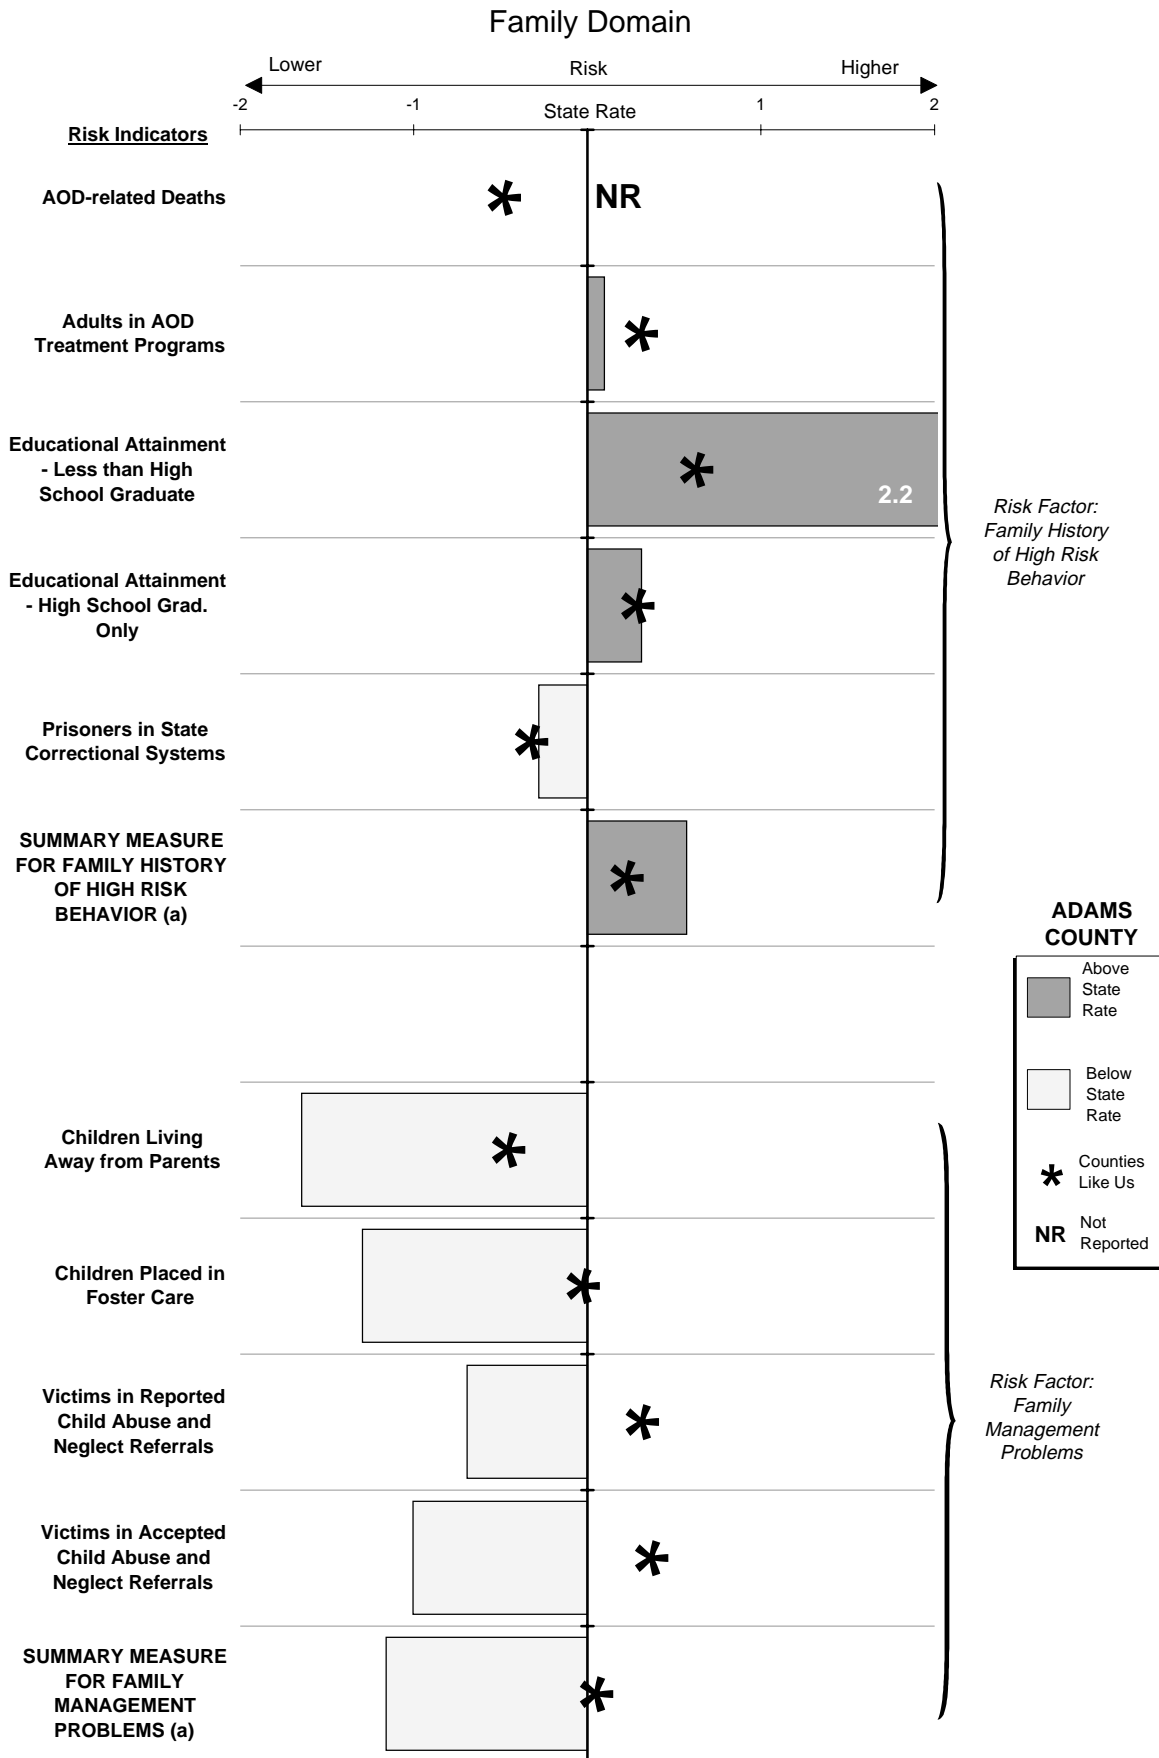 Family Domain
Lower
Risk
Higher
-2
-1
State Rate
1
2
Risk Indicators
AOD-related Deaths
NR
Adults in AOD
Treatment Programs
Educational Attainment
- Less than High
School Graduate
2.2
Educational Attainment
- High School Grad.
Only
Prisoners in State
Correctional Systems
SUMMARY MEASURE
FOR FAMILY HISTORY
OF HIGH RISK
BEHAVIOR (a)
Risk Factor:
Family History
of High Risk
Behavior
ADAMS
COUNTY
Above
State
Rate
Below
State
Rate
* Counties
Like Us
NR Not
Reported
Children Living
Away from Parents
Children Placed in
Foster Care
Victims in Reported
Child Abuse and
Neglect Referrals
Victims in Accepted
Child Abuse and
Neglect Referrals
SUMMARY MEASURE
FOR FAMILY
MANAGEMENT
PROBLEMS (a)
Risk Factor:
Family
Management
Problems